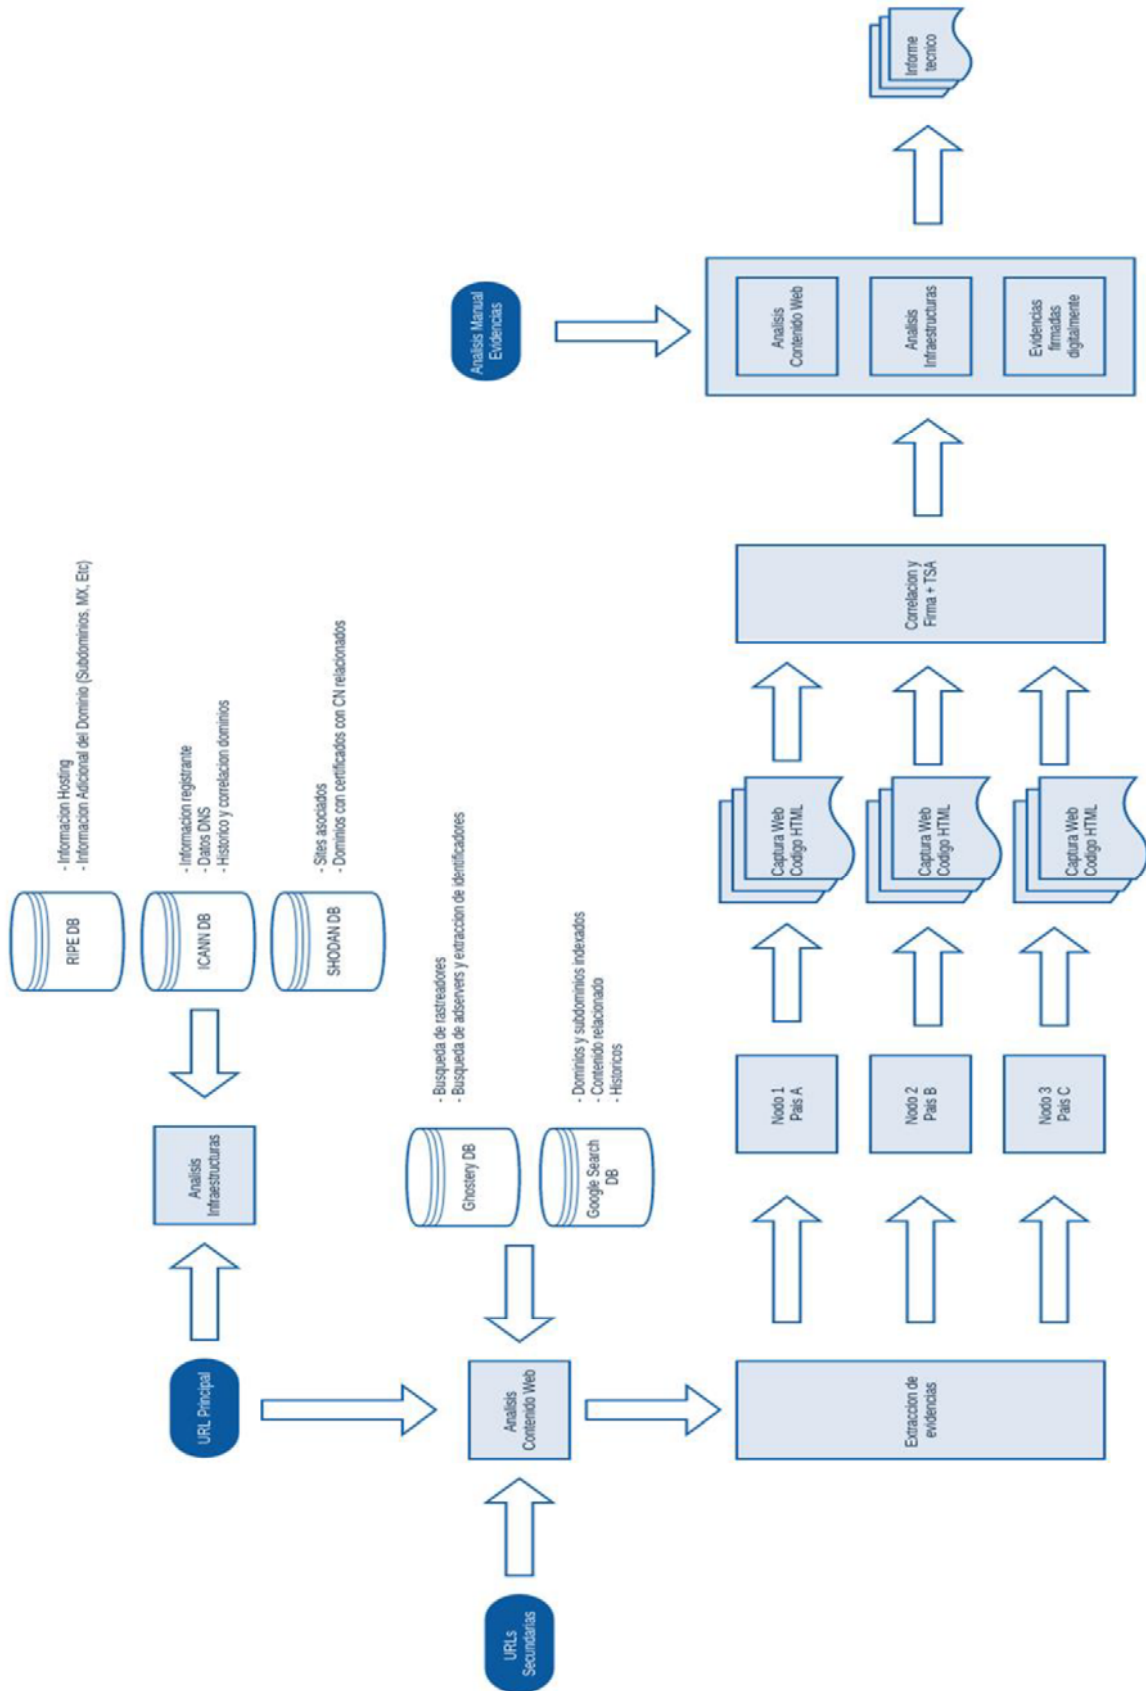 RIPE DB
- Informacion Hosting
- Informacion Adicional del Dominio (Subdominios, MX, Etc)
URL Principal
Analisis
Infraestructuras
ICANN DB
- Informacion registrante
- Datos DNS
- Historico y correlacion dominios
SHODAN DB
- Sites asociados
- Dominios con certificados con CN relacionados
Ghostery DB
- Busqueda de rastreadores
- Busqueda de adservers y extraccion de identificadores
URLs
Secundarias
Analisis
Contenido Web
Google Search
DB
- Dominios y subdominios indexados
- Contenido relacionado
- Historicos
Analisis Manual
Evidencias
Extraccion de
evidencias
Nodo 1
Pais A
Captura Web
Codigo HTML
Nodo 2
Pais B
Captura Web
Codigo HTML
Nodo 3
Pais C
Captura Web
Codigo HTML
Correlacion y
Firma + TSA
Analisis
Contenido Web
Analisis
Infraestructuras
Evidencias
firmadas
digitalmente
Informe
tecnico